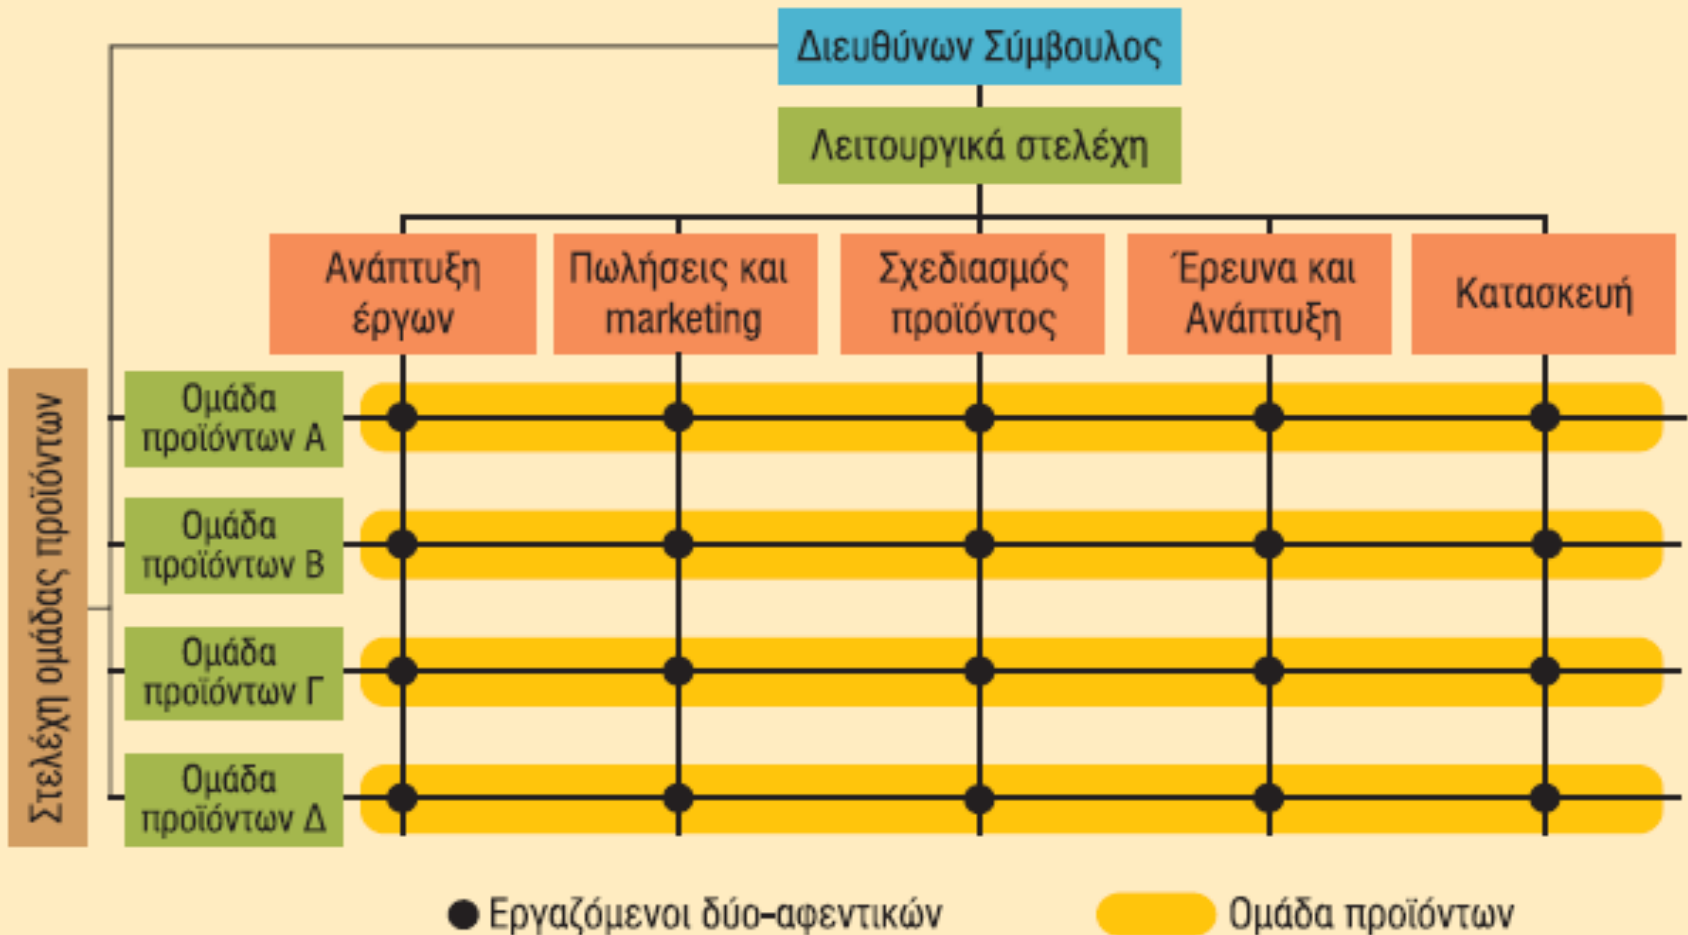 Διευθύνων Σύμβουλος
Λειτουργικά στελέχη
Ανάπτυξη
έργων
Πωλήσεις και
marketing
Σχεδιασμός
προϊόντος
Έρευνα και
Ανάπτυξη
Κατασκευή
Στελέχη ομάδας προϊόντων
Ομάδα
προϊόντων Α
Ομάδα
προϊόντων Β
Ομάδα
προϊόντων Γ
Ομάδα
προϊόντων Δ
Εργαζόμενοι δύο-αφεντικών
Ομάδα προϊόντων